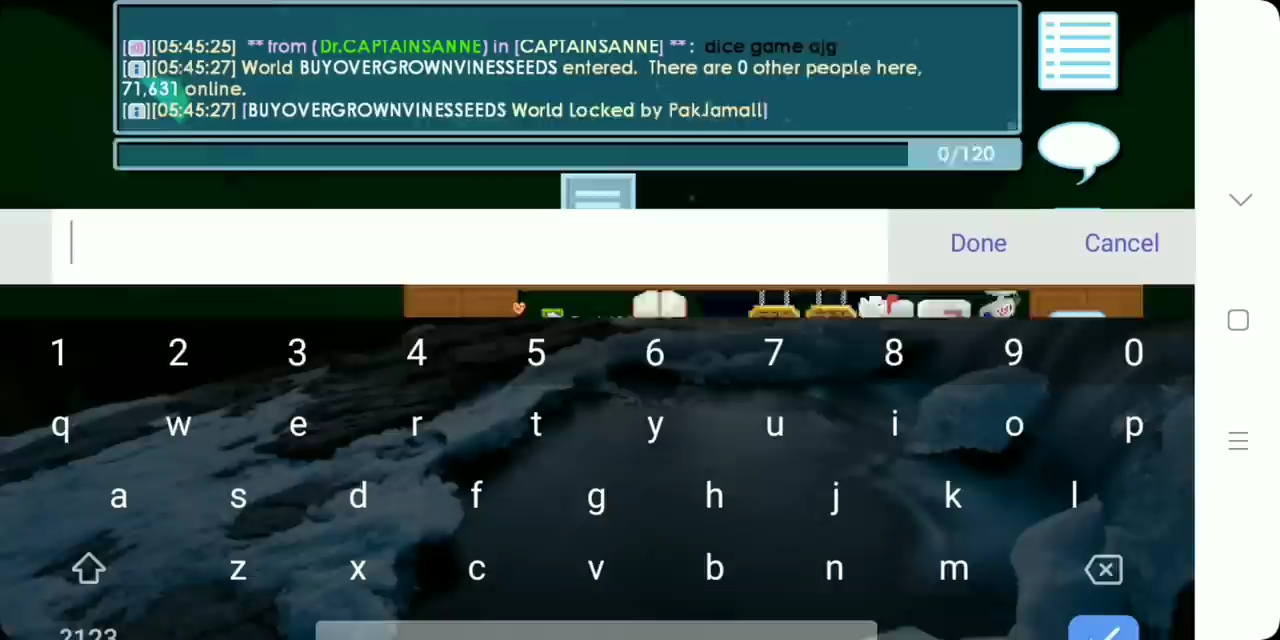 [05:45:25] ** from (Dr.CAPTAINSANNE) in [CAPTAINSANNE] ** : dice game ajg
[05:45:27] World BUYOVERGROWNVINESSEEDS entered. There are 0 other people here,
71,631 online.
[05:45:27] [BUYOVERGROWNVINESSEEDS World Locked by PakJamall]
0/120
Done Cancel
1 2 3 4 5 6 7 8 9 0
q w e r t y u i o p
a s d f g h j k l
z x c v b n m
?123